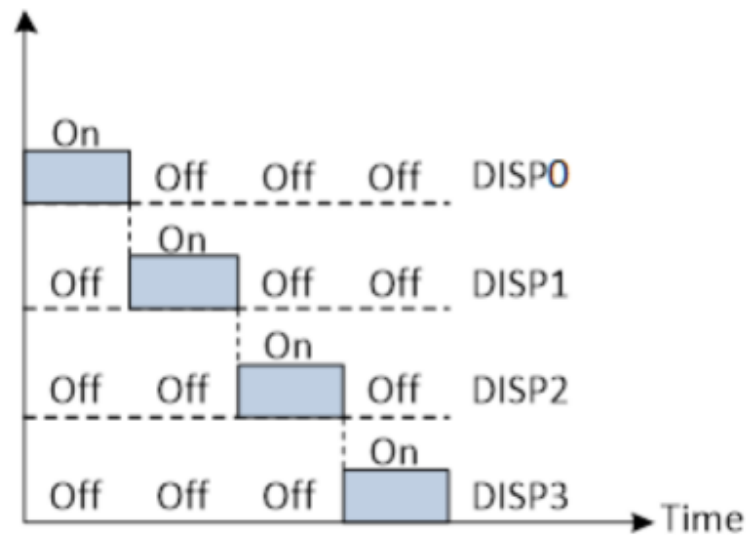 On
Off Off Off DISP0
On
Off Off Off DISP1
On
Off Off Off DISP2
On
Off Off Off DISP3
Time